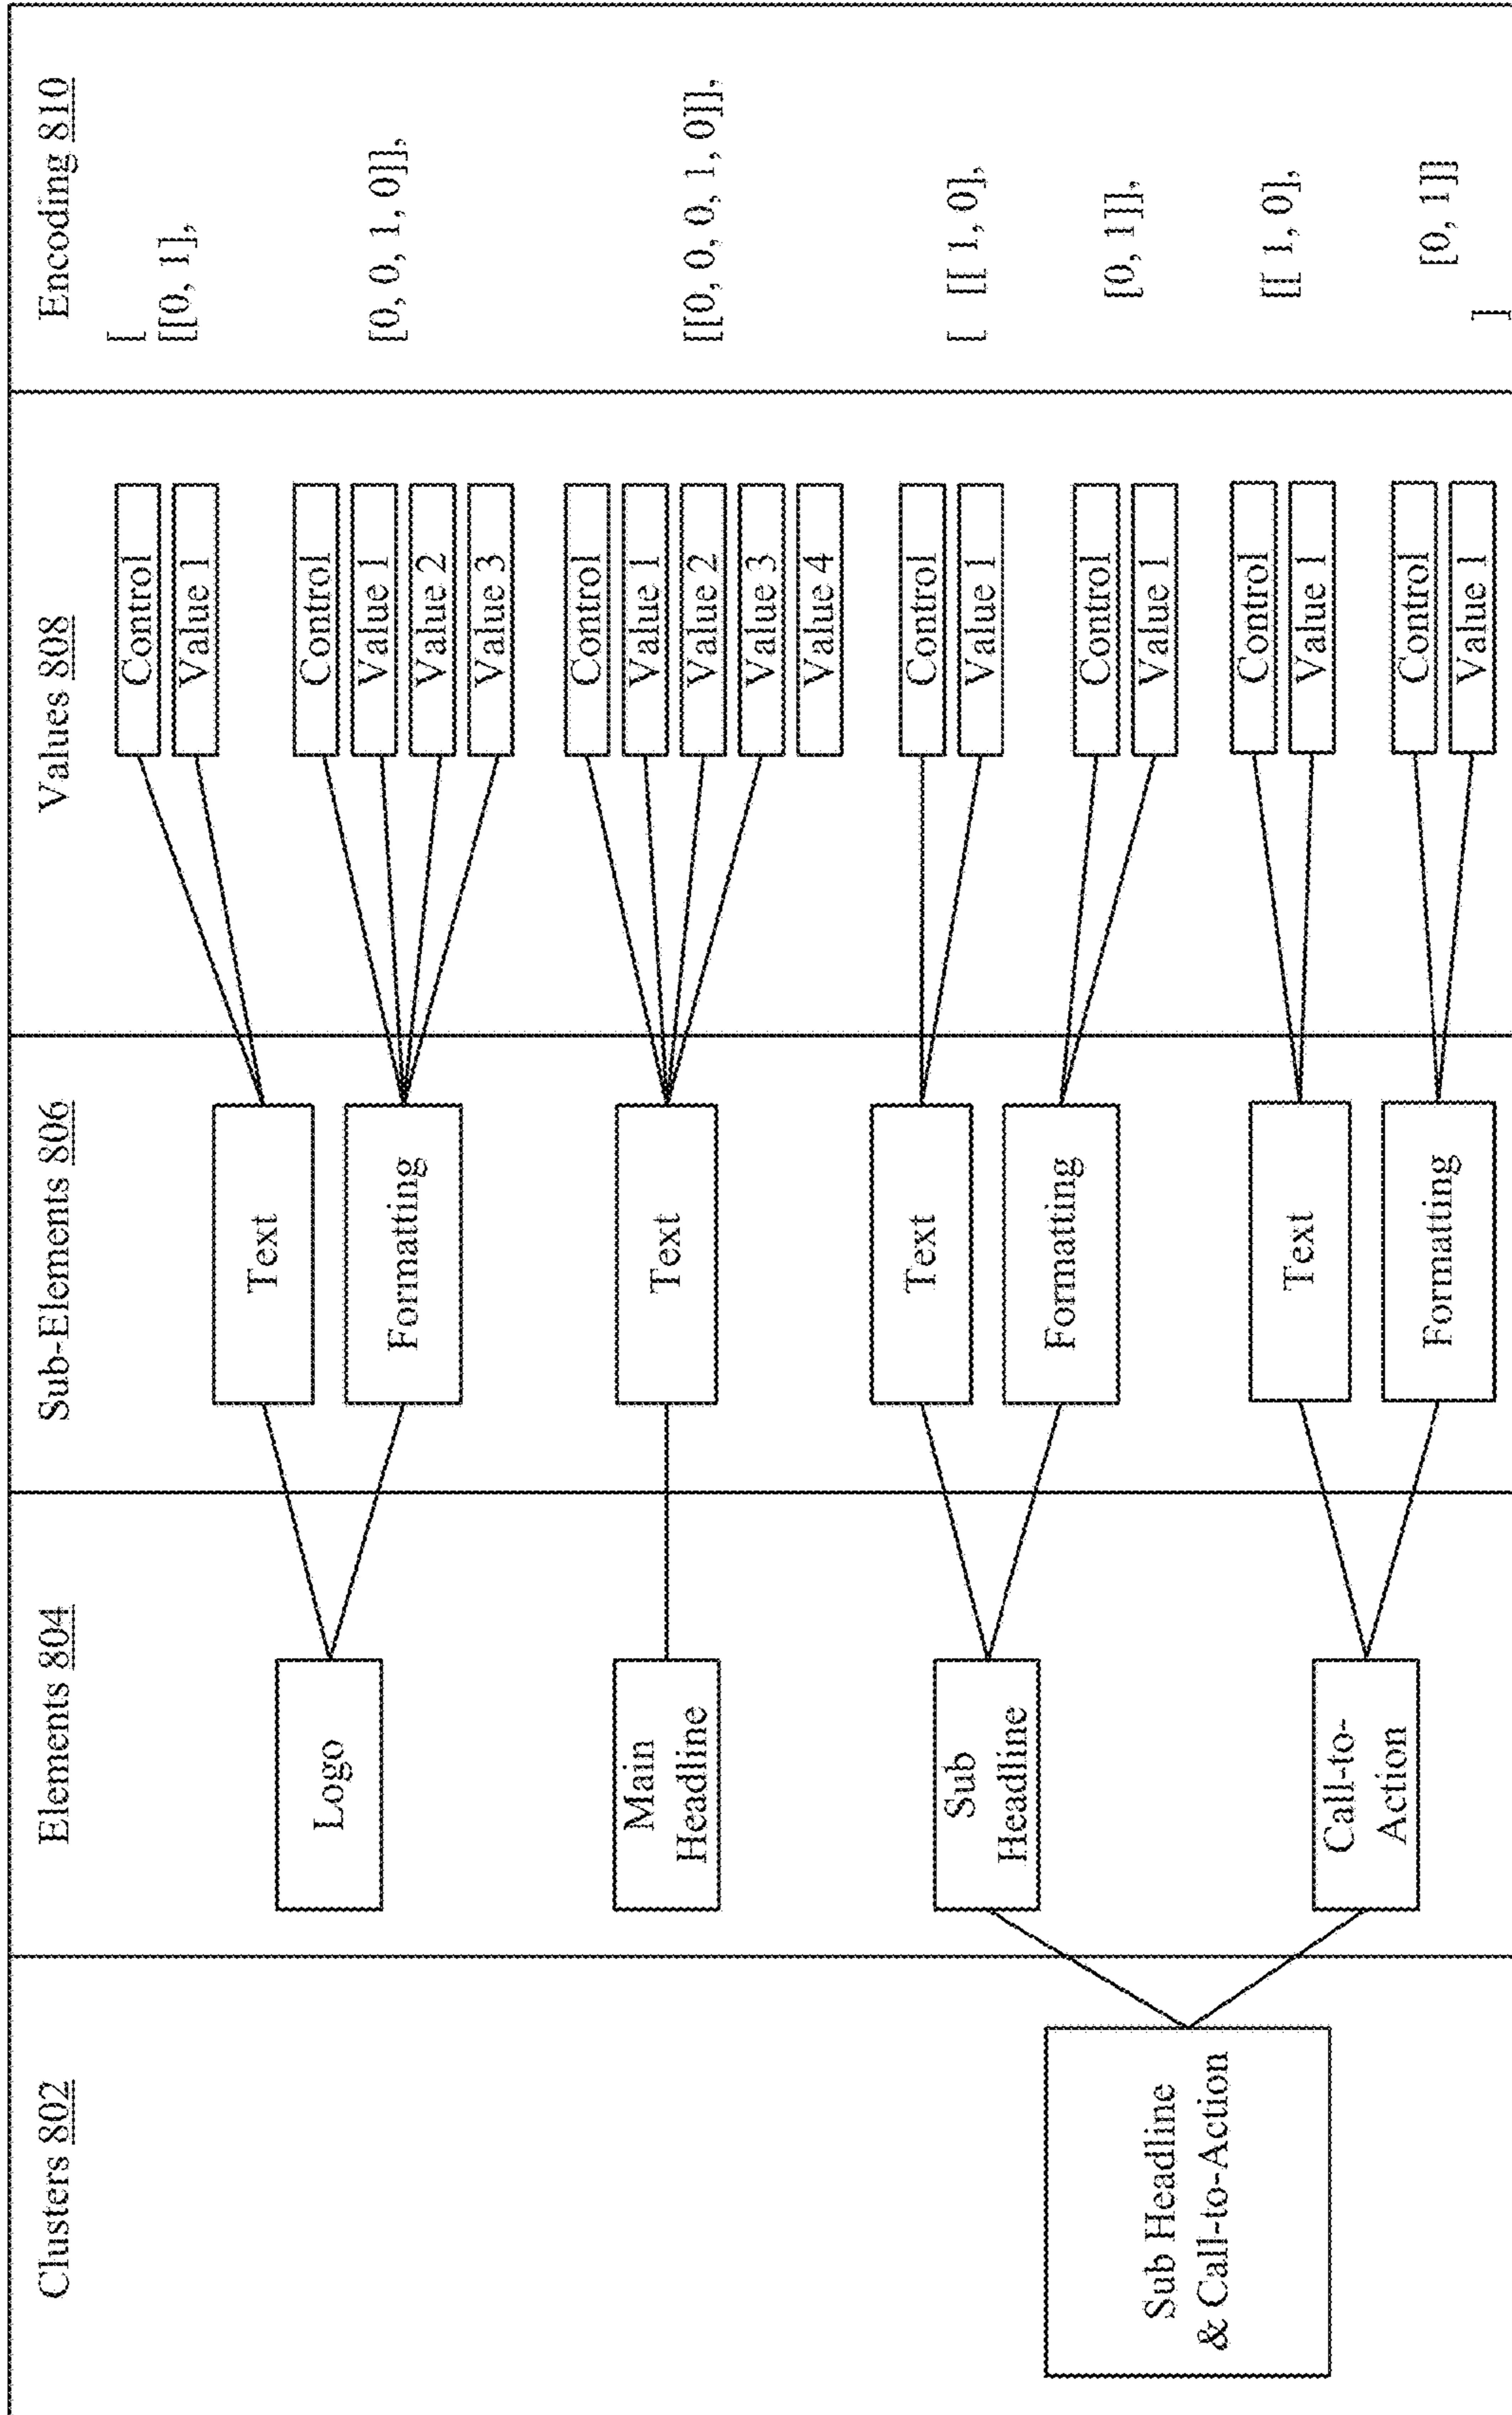 Clusters 802
Elements 804
Sub-Elements 806
Values 808
Encoding 810
Sub Headline
& Call-to-Action
Logo
Main
Headline
Sub
Headline
Call-to-
Action
Text
Formatting
Text
Text
Formatting
Text
Formatting
Control
Value 1
Control
Value 1
Value 2
Value 3
Control
Value 1
Value 2
Value 3
Value 4
Control
Value 1
Control
Value 1
Control
Value 1
Control
Value 1
[
[[0, 1],
[0, 0, 1, 0]],
[[0, 0, 0, 1, 0]],
[ [[ 1, 0],
[0, 1]],
[[ 1, 0],
[0, 1]]
]